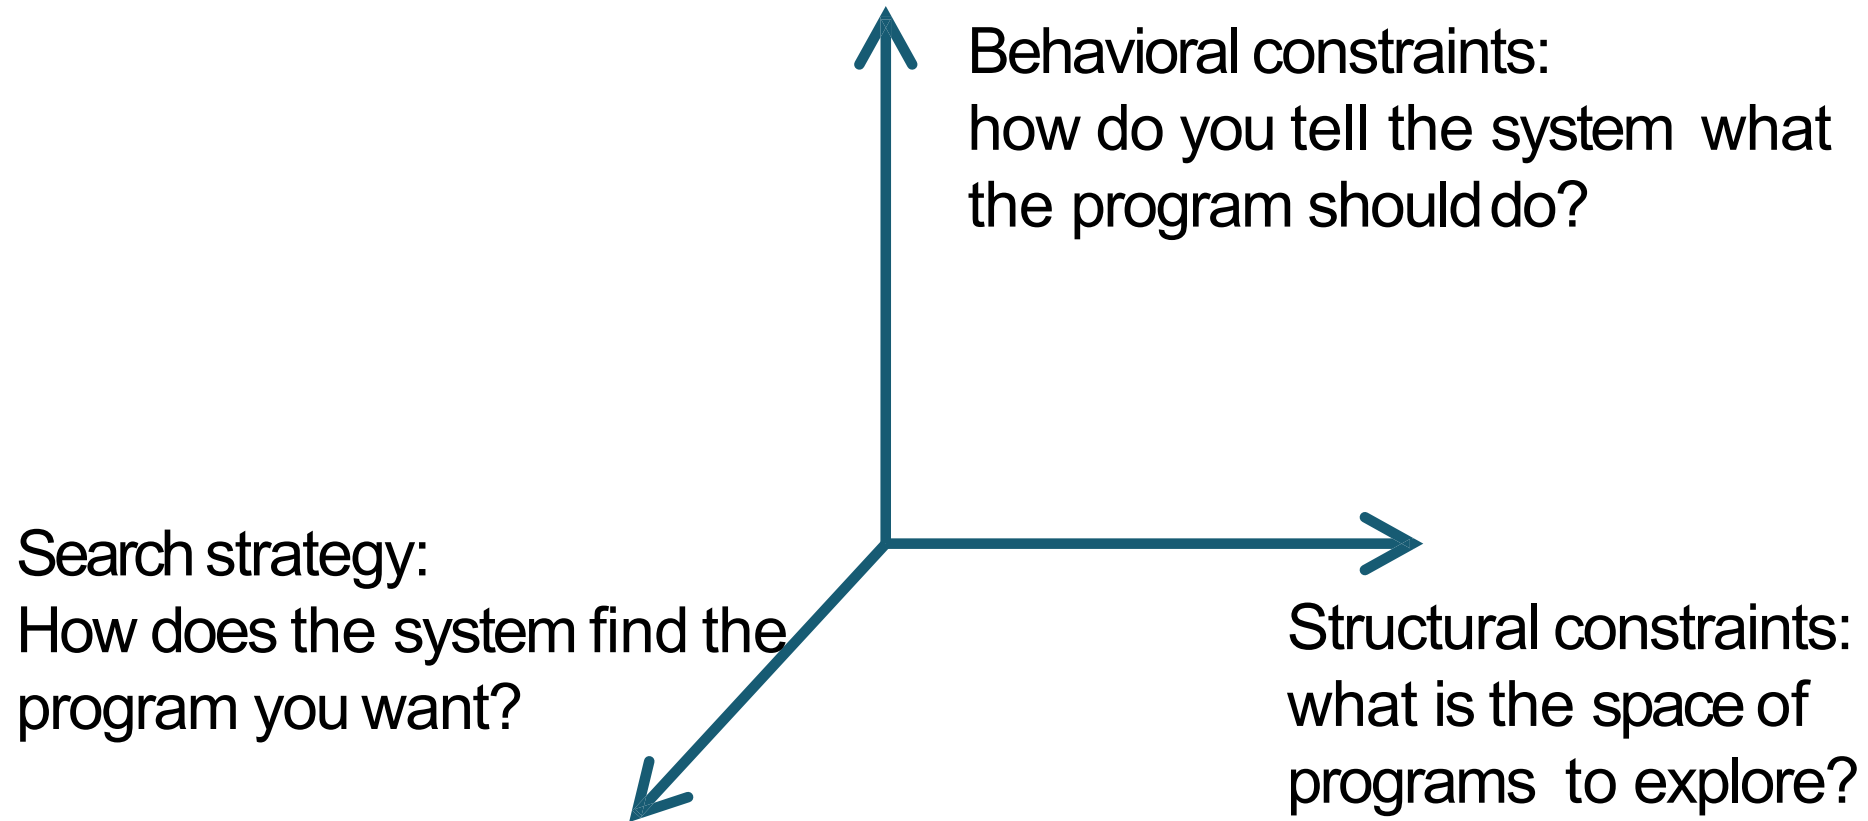 Behavioral constraints:
how do you tell the system what
the program should do?
Search strategy:
How does the system find the
program you want?
Structural constraints:
what is the space of
programs to explore?